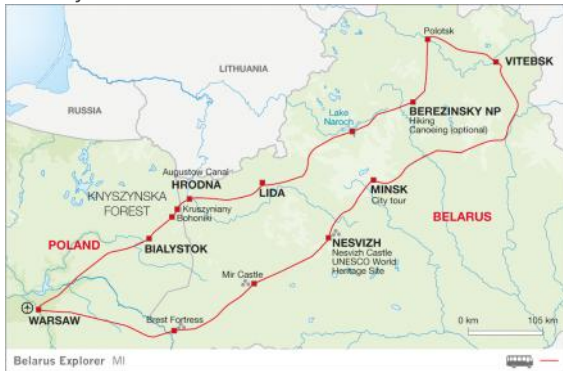 LITHUANIA
RUSSIA
Polotsk
VITEBSK
Lake
Naroch
BEREZINSKY NP
Hiking
Canoeing (optional)
Augustow Canal
HRODNA
KNYSZYNSKA
FOREST
Kruszyniany
Bohoniki
LIDA
MINSK
City tour
BELARUS
POLAND
BIALYSTOK
NESVIZH
Nesvizh Castle
UNESCO World
Heritage Site
Mir Castle
WARSAW
Brest Fortress
0 km 105 km
Belarus Explorer MI